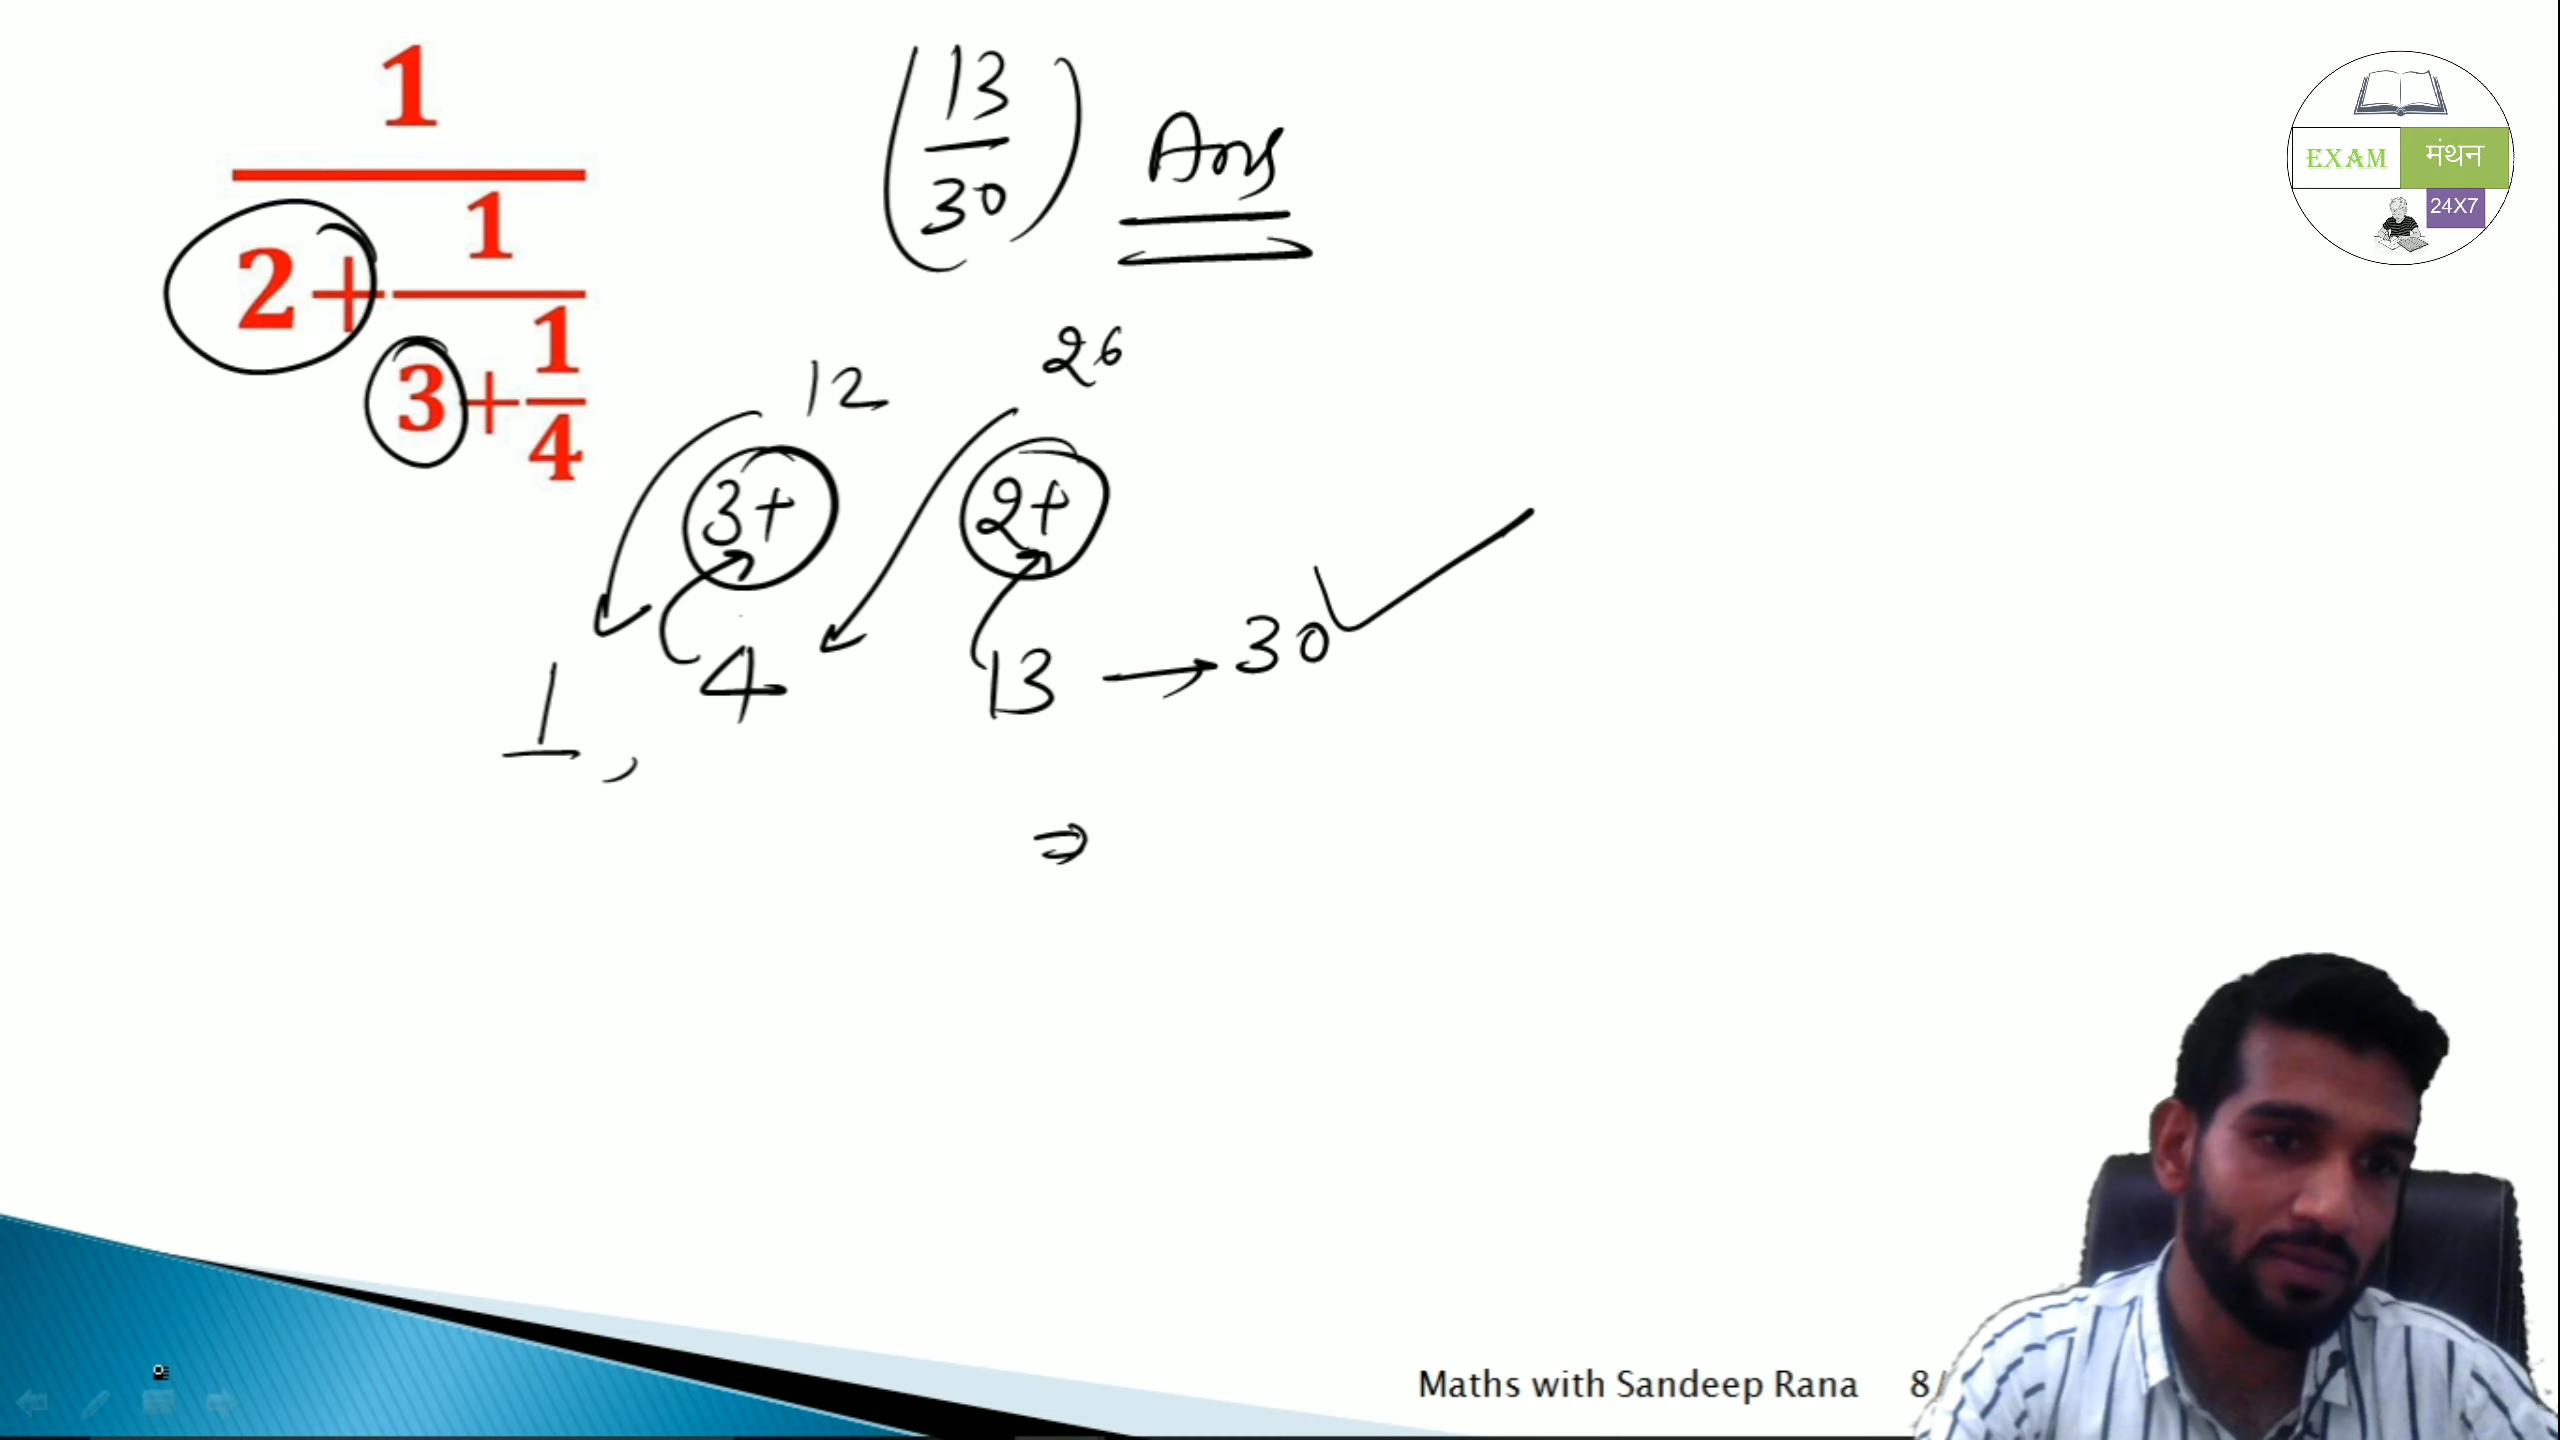 1
2+ 1
3+ 1
4
13
30
Ans
12
26
3+
2+
1, 4 13 → 30
⇒
EXAM मंथन
24X7
Maths with Sandeep Rana 8/